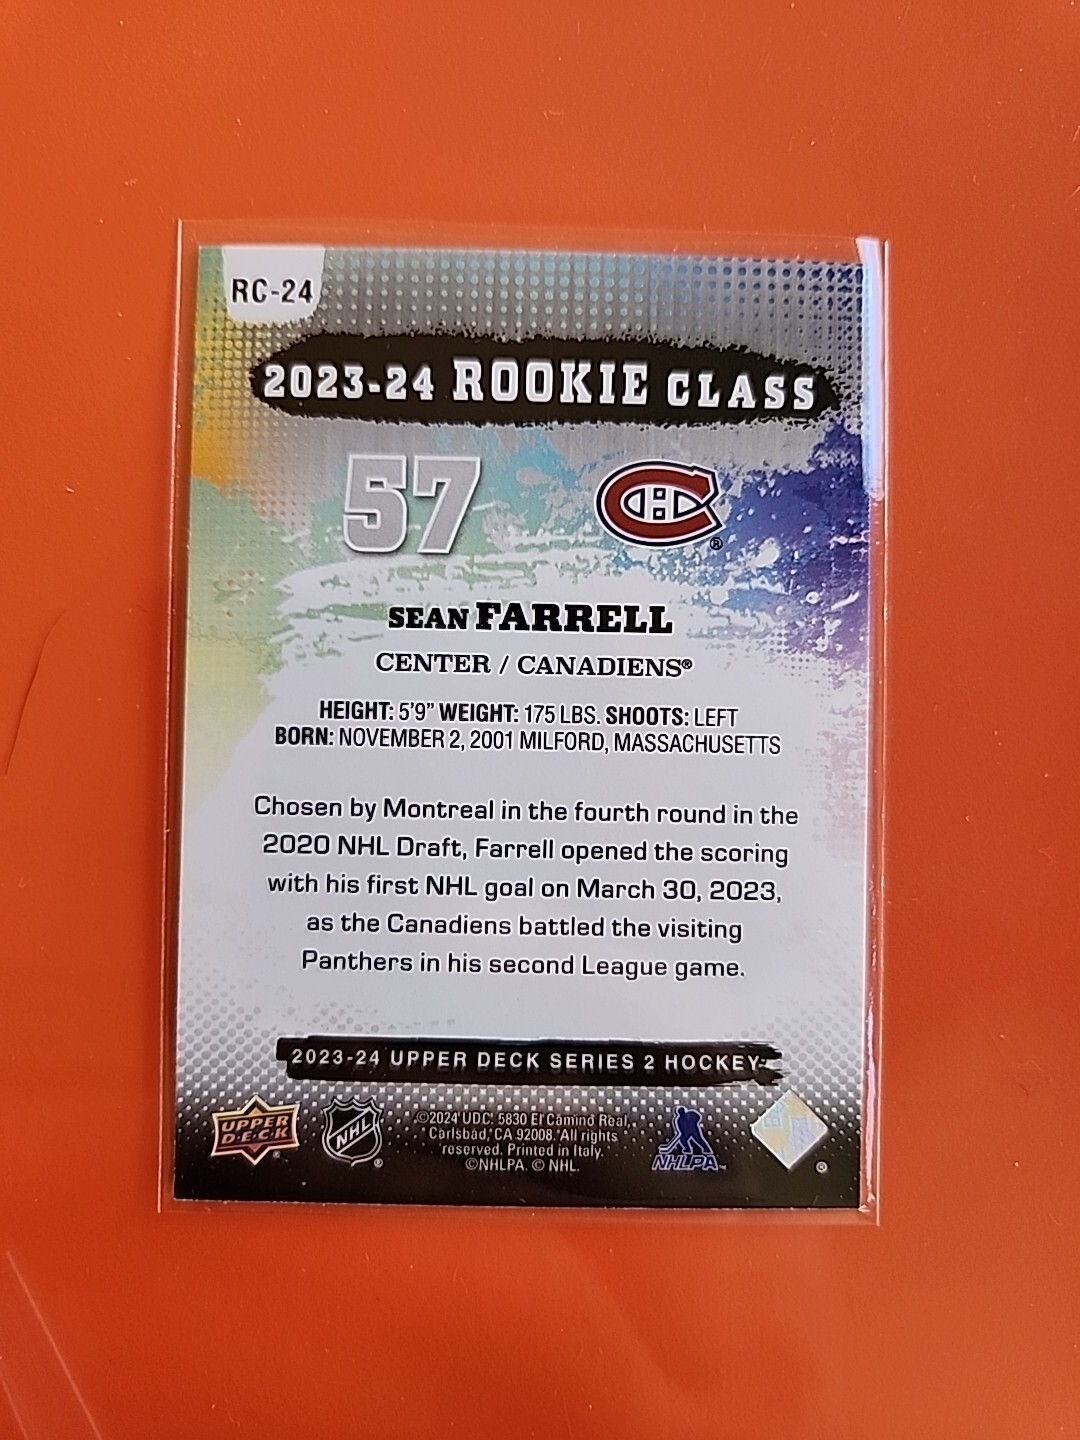 RC-24
2023-24 ROOKIE CLASS
57
CH
®
SEAN FARRELL
CENTER / CANADIENS®
HEIGHT: 5'9" WEIGHT: 175 LBS. SHOOTS: LEFT
BORN: NOVEMBER 2, 2001 MILFORD, MASSACHUSETTS
Chosen by Montreal in the fourth round in the
2020 NHL Draft, Farrell opened the scoring
with his first NHL goal on March 30, 2023,
as the Canadiens battled the visiting
Panthers in his second League game.
2023-24 UPPER DECK SERIES 2 HOCKEY
UPPER
D·E·C·K
®
NHL
®
©2024 UDC. 5830 El Camino Real,
Carlsbad, CA 92008. All rights
reserved. Printed in Italy.
©NHLPA. © NHL.
NHLPA™
®